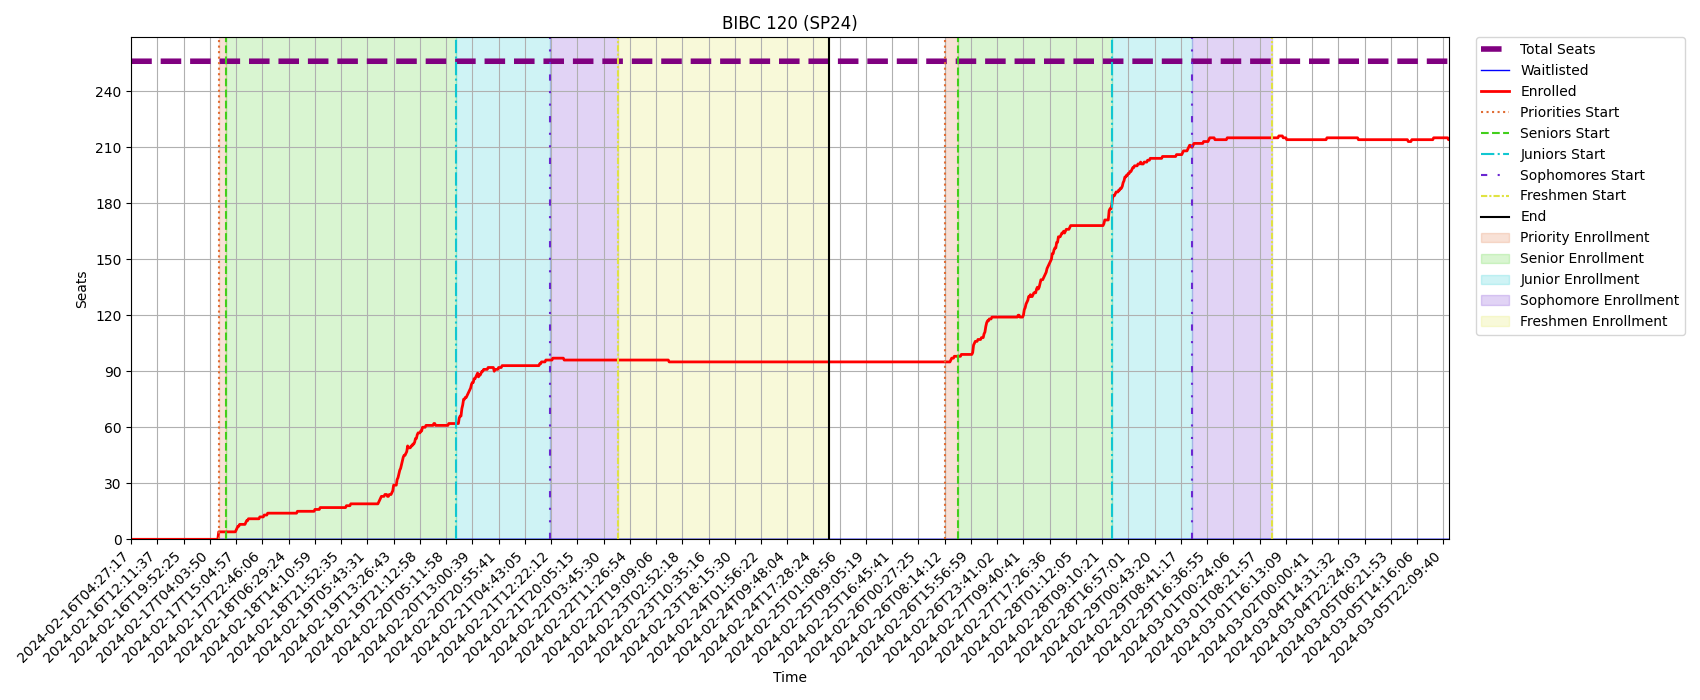 BIBC 120 (SP24)
Seats
240
210
180
150
120
90
60
30
0
2024-02-16T04:27:17
2024-02-16T12:11:37
2024-02-16T19:52:25
2024-02-17T04:03:50
2024-02-17T15:04:57
2024-02-17T22:46:06
2024-02-18T06:29:24
2024-02-18T14:10:59
2024-02-18T21:52:35
2024-02-19T05:43:31
2024-02-19T13:26:43
2024-02-19T21:12:58
2024-02-20T05:11:58
2024-02-20T13:00:39
2024-02-20T20:55:41
2024-02-21T04:43:05
2024-02-21T12:22:12
2024-02-21T20:05:15
2024-02-22T03:45:30
2024-02-22T11:26:54
2024-02-22T19:09:06
2024-02-23T02:52:18
2024-02-23T10:35:16
2024-02-23T18:15:30
2024-02-24T01:56:22
2024-02-24T09:48:04
2024-02-24T17:28:24
2024-02-25T01:08:56
2024-02-25T09:05:19
2024-02-25T16:45:41
2024-02-26T00:27:25
2024-02-26T08:14:12
2024-02-26T15:56:59
2024-02-26T23:41:02
2024-02-27T09:40:41
2024-02-27T17:26:36
2024-02-28T01:12:05
2024-02-28T09:10:21
2024-02-28T16:57:01
2024-02-29T00:43:20
2024-02-29T08:41:17
2024-02-29T16:36:55
2024-03-01T00:24:06
2024-03-01T08:21:57
2024-03-01T16:13:09
2024-03-02T00:00:41
2024-03-04T14:31:32
2024-03-04T22:24:03
2024-03-05T06:21:53
2024-03-05T14:16:06
2024-03-05T22:09:40
Time
Total Seats
Waitlisted
Enrolled
Priorities Start
Seniors Start
Juniors Start
Sophomores Start
Freshmen Start
End
Priority Enrollment
Senior Enrollment
Junior Enrollment
Sophomore Enrollment
Freshmen Enrollment